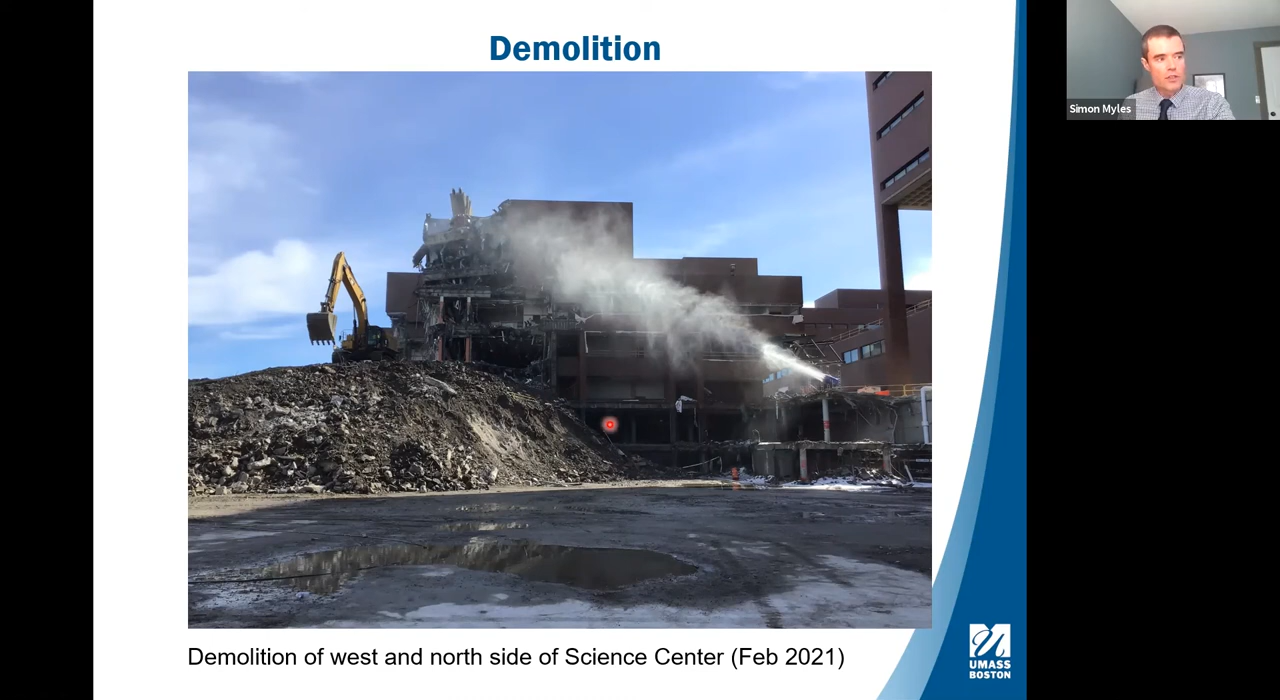 Demolition
Simon Myles
Demolition of west and north side of Science Center (Feb 2021)
UMASS
BOSTON